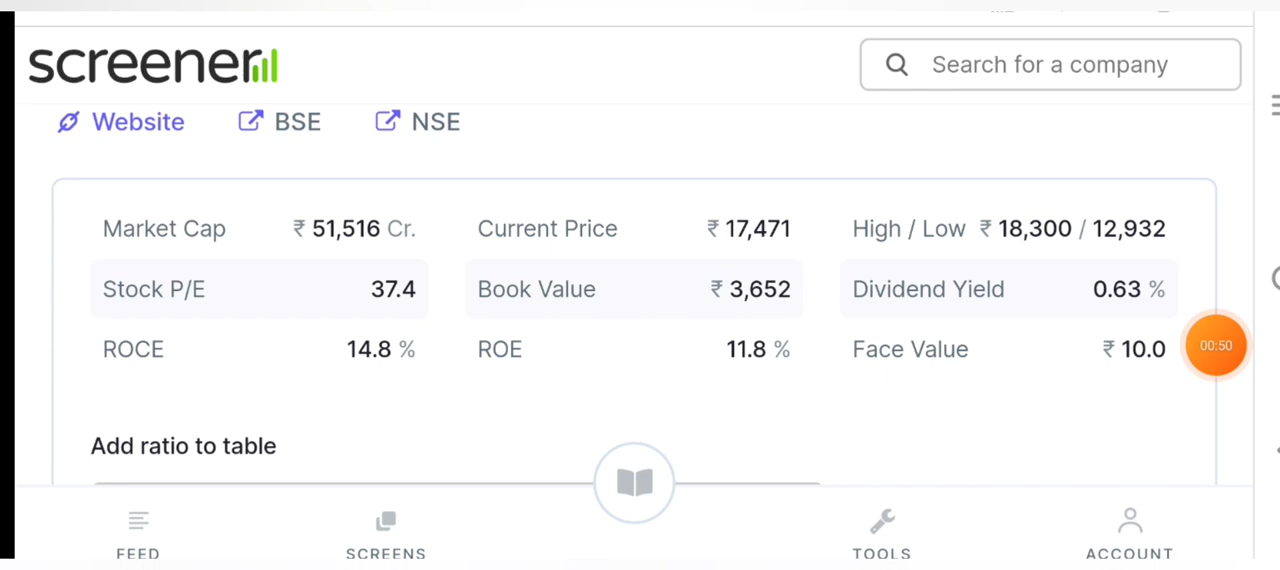 screener
Search for a company
Website BSE NSE
Market Cap ₹ 51,516 Cr. Current Price ₹ 17,471 High / Low ₹ 18,300 / 12,932
Stock P/E 37.4 Book Value ₹ 3,652 Dividend Yield 0.63 %
ROCE 14.8 % ROE 11.8 % Face Value ₹ 10.0
00:50
Add ratio to table
FEED SCREENS TOOLS ACCOUNT